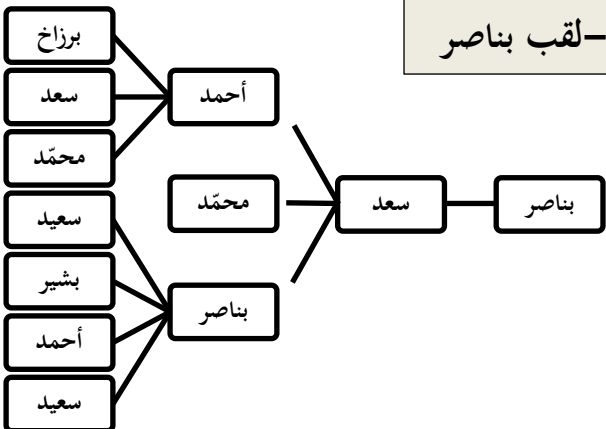 –لقب بناصر
بناصر
سعد
أحمد
محمّد
بناصر
برزاخ
سعد
محمّد
سعيد
بشير
أحمد
سعيد